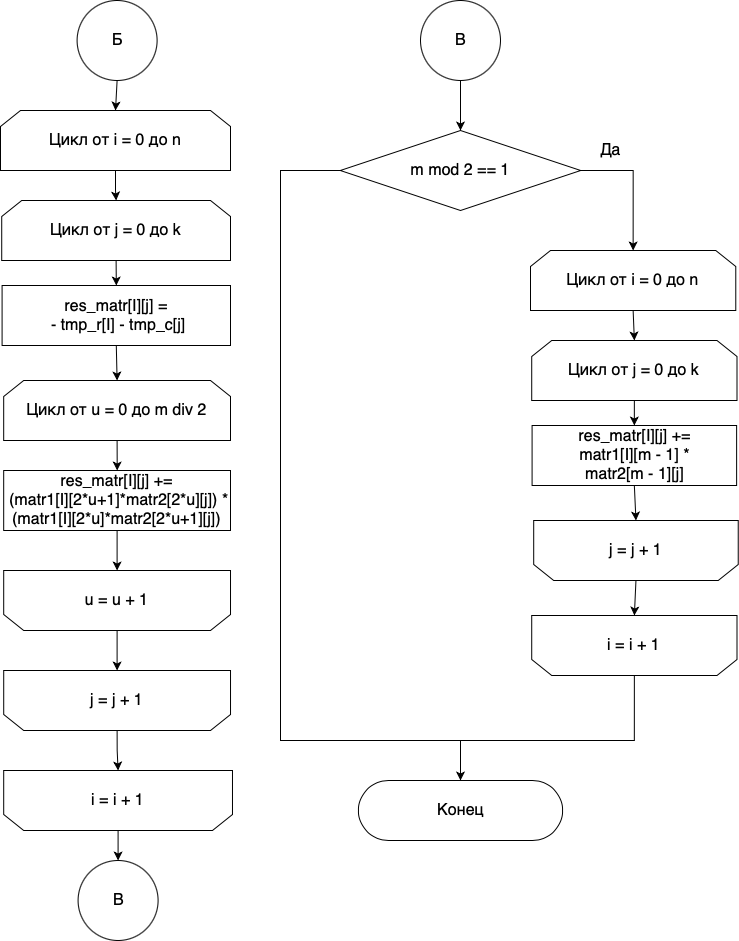 Б
Цикл от i = 0 до n
Цикл от j = 0 до k
res_matr[I][j] =
- tmp_r[I] - tmp_c[j]
Цикл от u = 0 до m div 2
res_matr[I][j] +=
(matr1[I][2*u+1]*matr2[2*u][j]) *
(matr1[I][2*u]*matr2[2*u+1][j])
u = u + 1
j = j + 1
i = i + 1
В
В
m mod 2 == 1
Да
Цикл от i = 0 до n
Цикл от j = 0 до k
res_matr[I][j] +=
matr1[I][m - 1] *
matr2[m - 1][j]
j = j + 1
i = i + 1
Конец